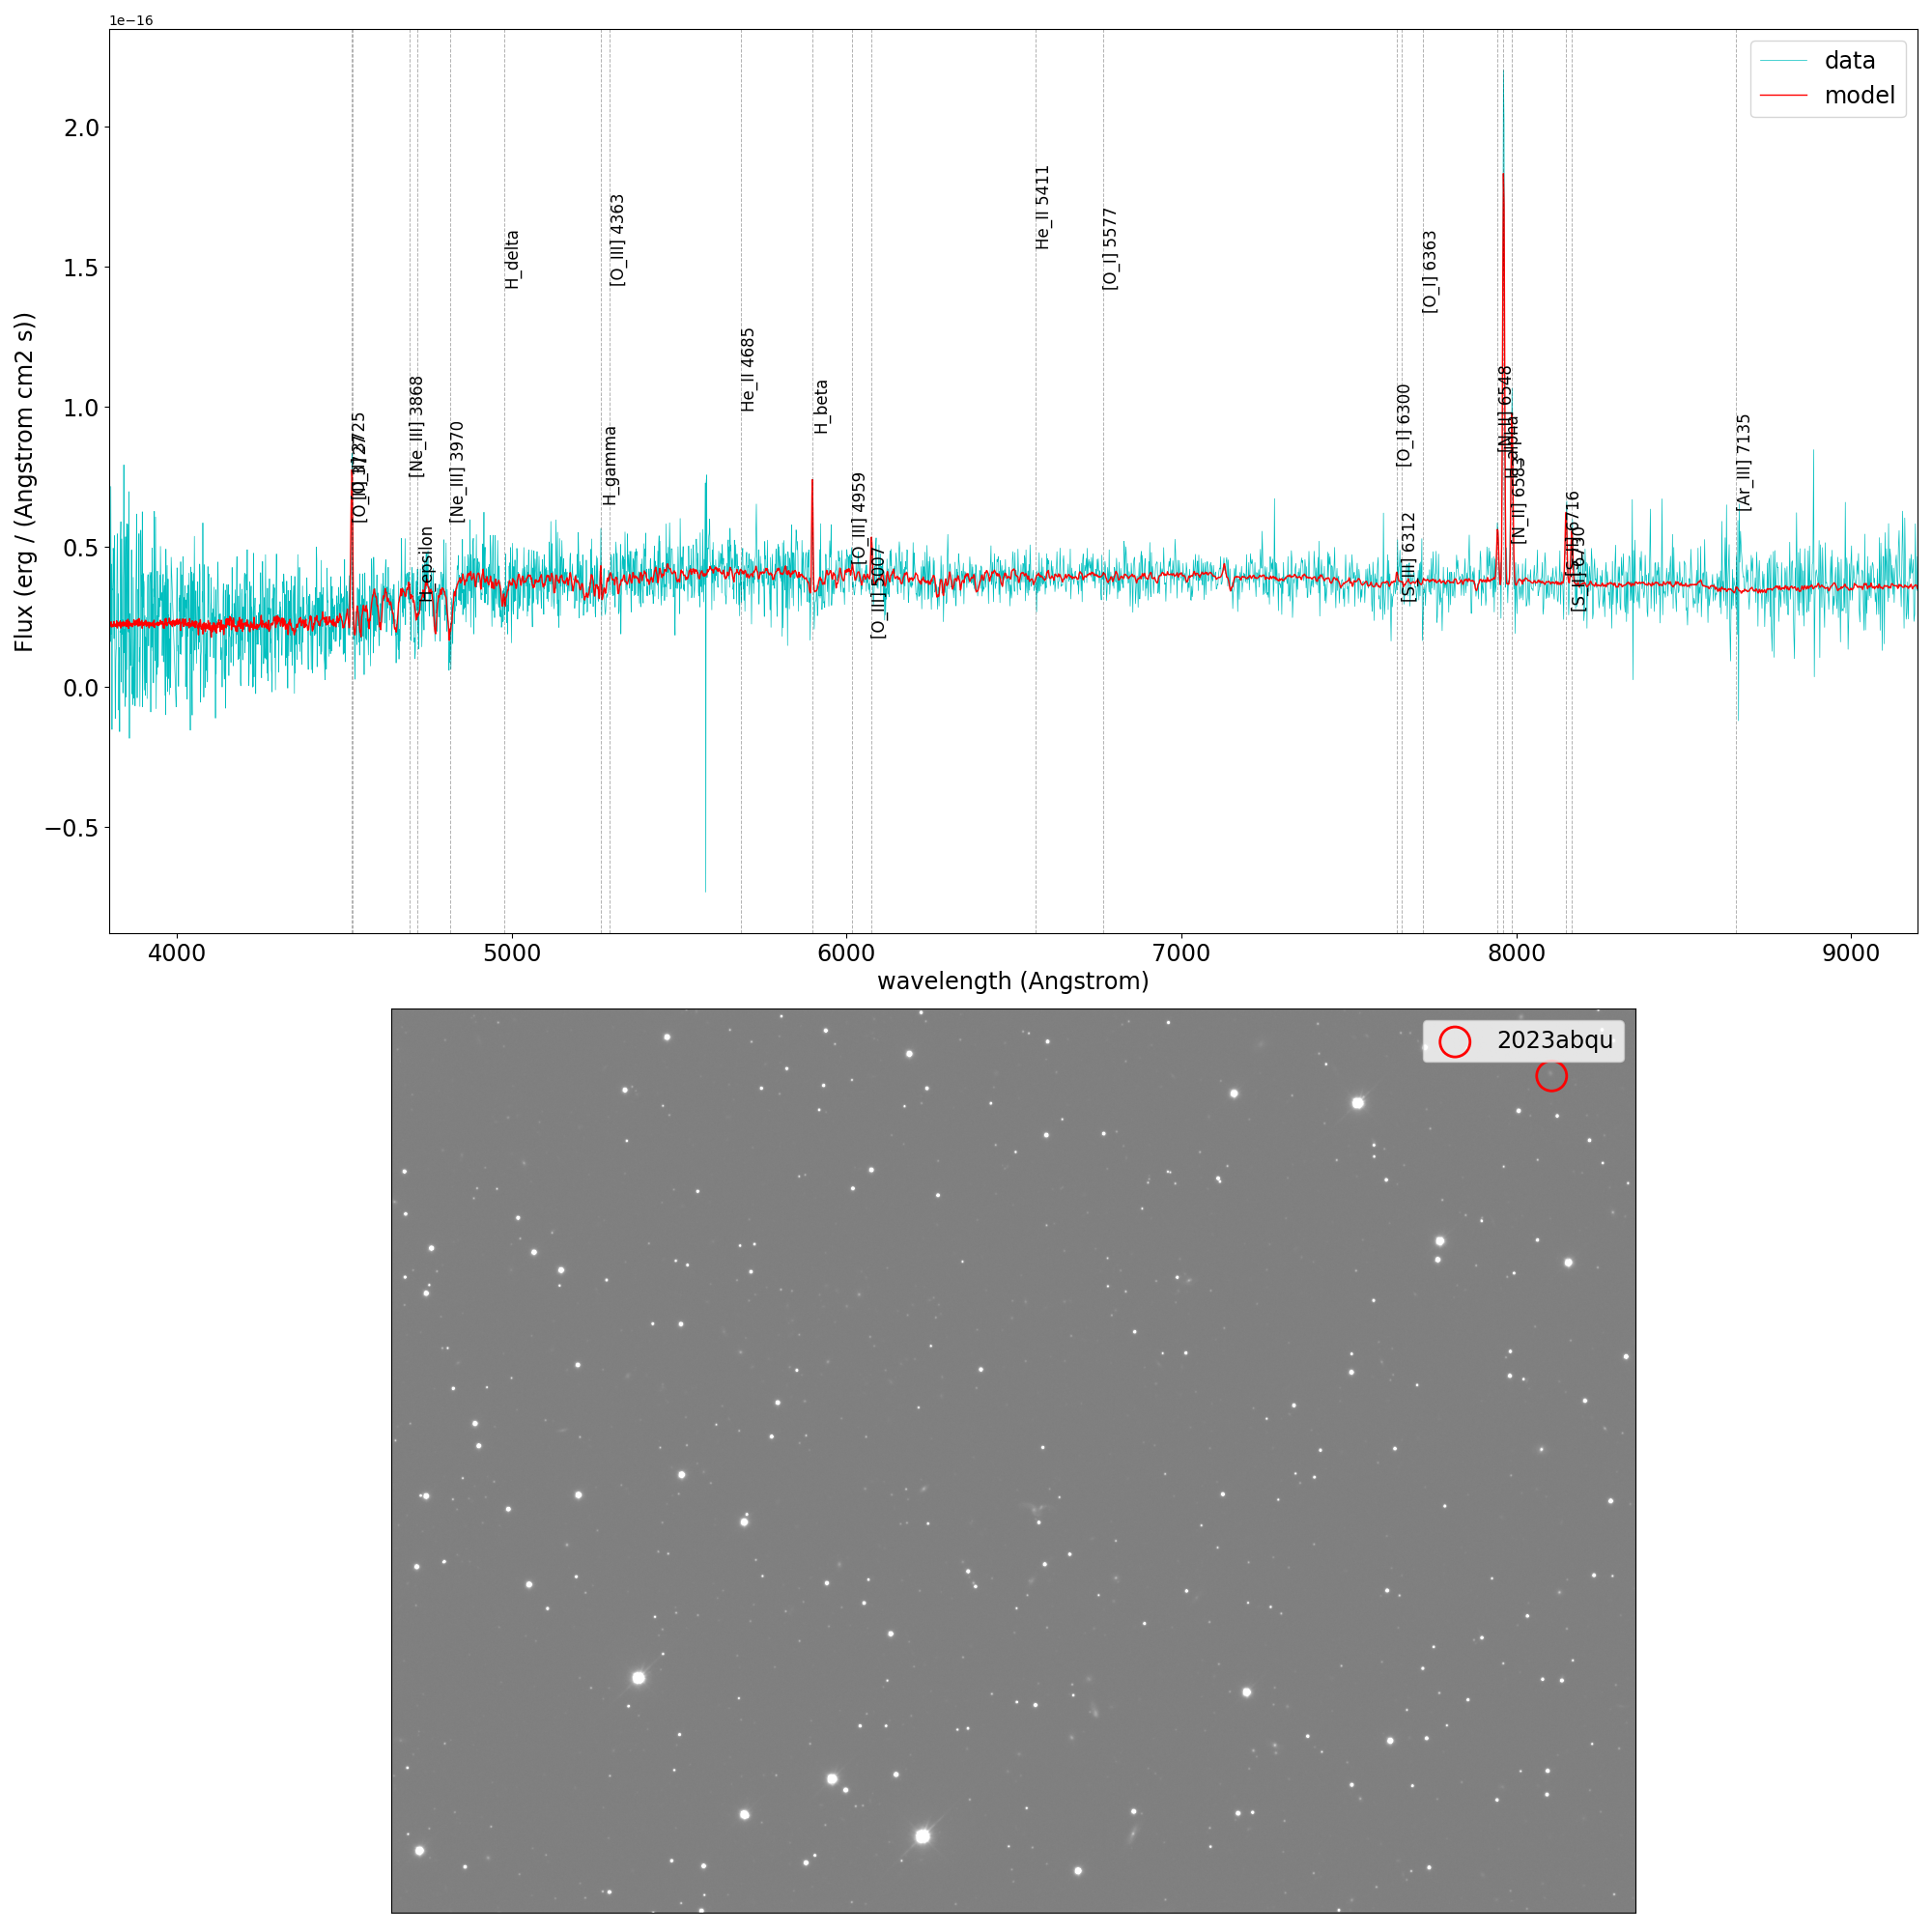 1e−16
data
model
2.0
1.5
1.0
0.5
0.0
−0.5
Flux (erg / (Angstrom cm2 s))
[O_II] 3727
[Ne_III] 3868
H_epsilon
[Ne_III] 3970
H_delta
H_gamma
[O_III] 4363
He_II 4685
H_beta
[O_III] 4959
[O_III] 5007
He_II 5411
[O_I] 5577
[O_I] 6300
[S_III] 6312
[O_I] 6363
[N_II] 6548
H_alpha
[N_II] 6583
[S_II] 6716
[S_II] 6730
[Ar_III] 7135
4000
5000
6000
7000
8000
9000
wavelength (Angstrom)
2023abqu